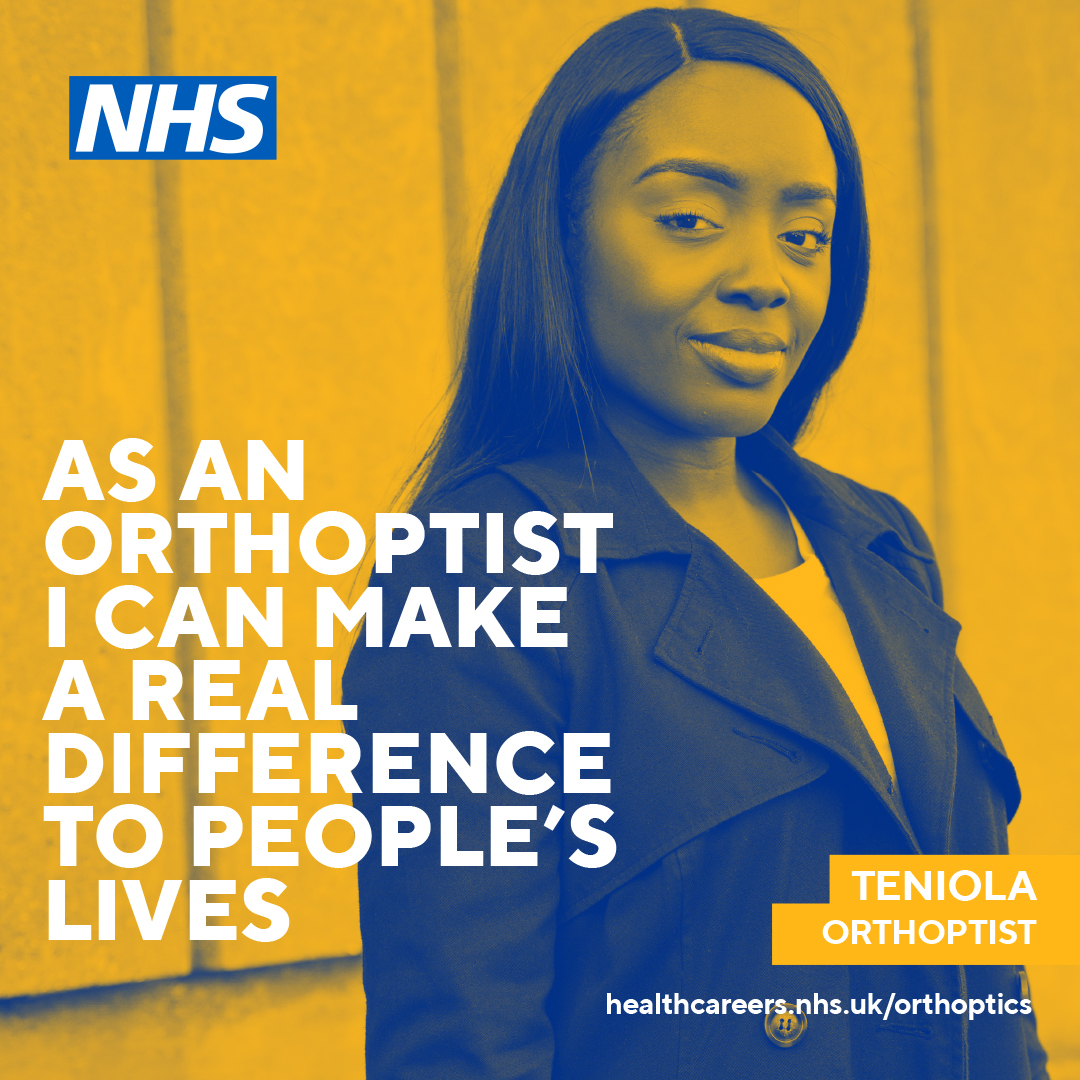 NHS
AS AN
ORTHOPTIST
I CAN MAKE
A REAL
DIFFERENCE
TO PEOPLE’S
LIVES
TENIOLA
ORTHOPTIST
healthcareers.nhs.uk/orthoptics